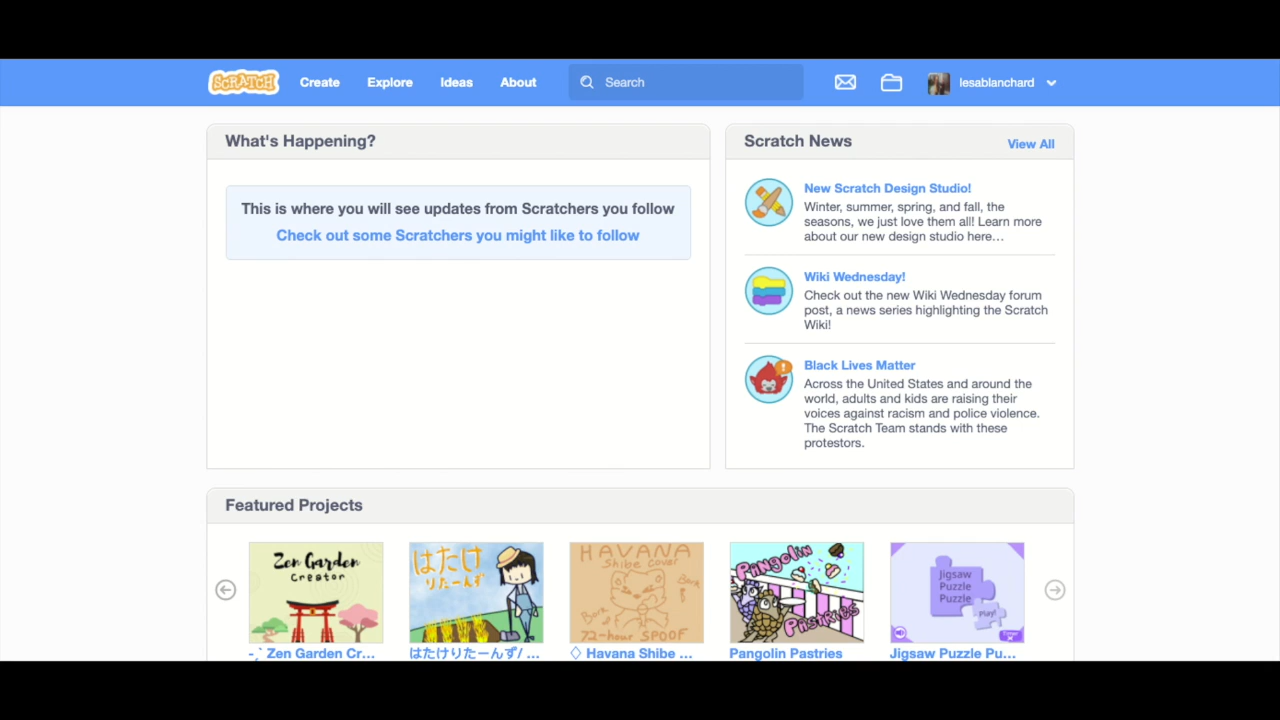 SCRATCH Create Explore Ideas About Search lesablanchard
What's Happening?
This is where you will see updates from Scratchers you follow
Check out some Scratchers you might like to follow
Scratch News View All
New Scratch Design Studio!
Winter, summer, spring, and fall, the
seasons, we just love them all! Learn more
about our new design studio here…
Wiki Wednesday!
Check out the new Wiki Wednesday forum
post, a news series highlighting the Scratch
Wiki!
Black Lives Matter
Across the United States and around the
world, adults and kids are raising their
voices against racism and police violence.
The Scratch Team stands with these
protestors.
Featured Projects
Zen Garden
Creator
はたけ
りたーんず
HAVANA
Shibe Cover
Bork
Bork
72-hour SPOOF
PANGOLIN
PASTRIES
Jigsaw
Puzzle
Puzzle
play!
-ˏˋ Zen Garden Cr...
はたけりたーんず/ ...
♢ Havana Shibe ...
Pangolin Pastries
Jigsaw Puzzle Pu...